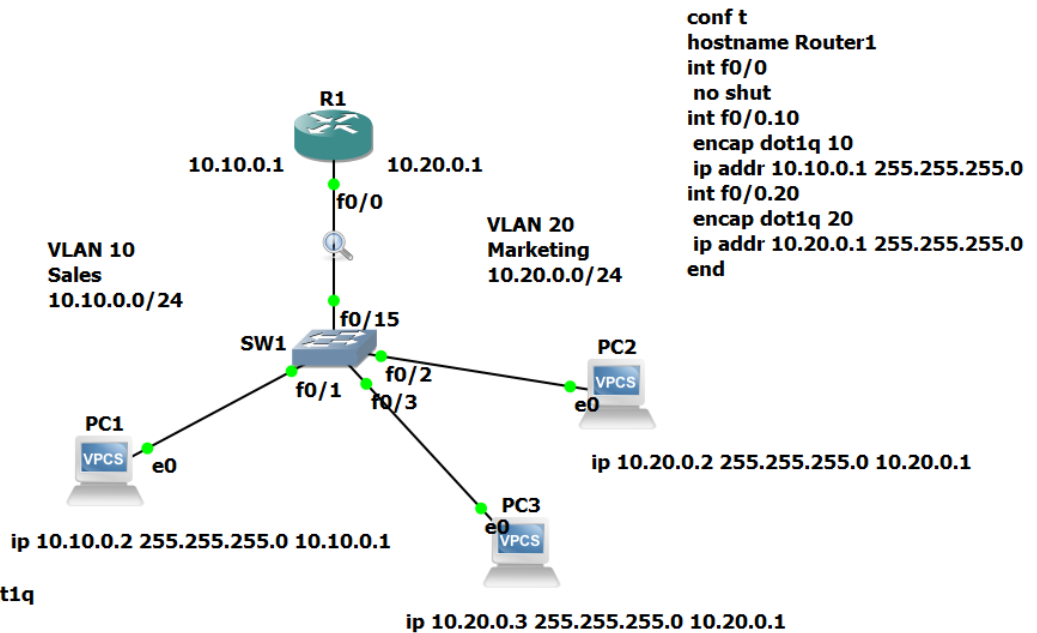 conf t
hostname Router1
int f0/0
no shut
int f0/0.10
encap dot1q 10
ip addr 10.10.0.1 255.255.255.0
int f0/0.20
encap dot1q 20
ip addr 10.20.0.1 255.255.255.0
end
R1
10.10.0.1
10.20.0.1
f0/0
VLAN 10
Sales
10.10.0.0/24
VLAN 20
Marketing
10.20.0.0/24
f0/15
SW1
f0/1
f0/2
f0/3
PC1
VPCS
e0
PC2
VPCS
e0
ip 10.20.0.2 255.255.255.0 10.20.0.1
PC3
e0
VPCS
ip 10.10.0.2 255.255.255.0 10.10.0.1
t1q
ip 10.20.0.3 255.255.255.0 10.20.0.1